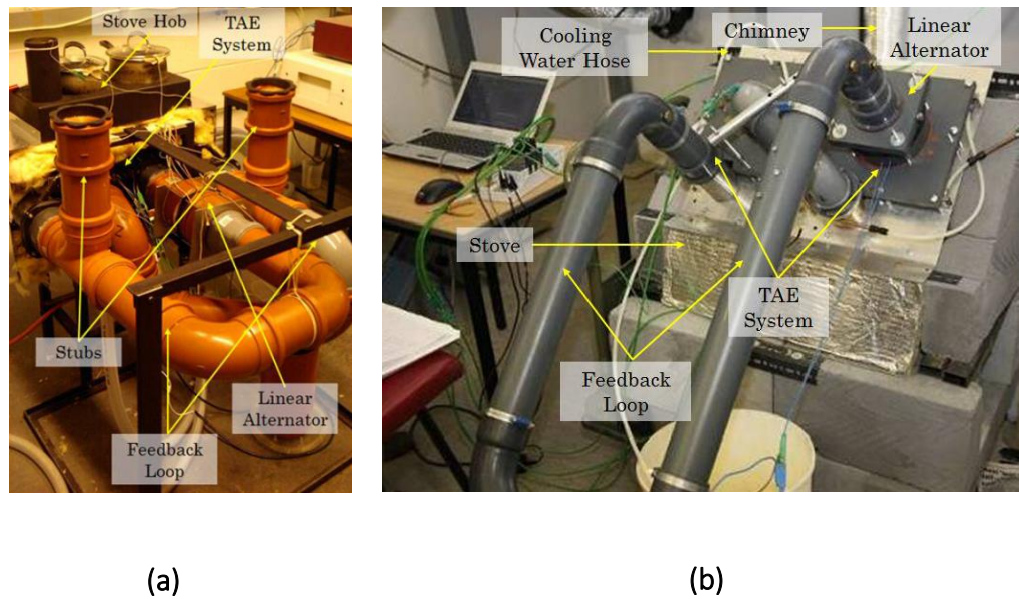 Stove Hob
TAE
System
Stubs
Linear
Alternator
Feedback
Loop
(a)
Cooling
Water Hose
Chimney
Linear
Alternator
Stove
TAE
System
Feedback
Loop
(b)